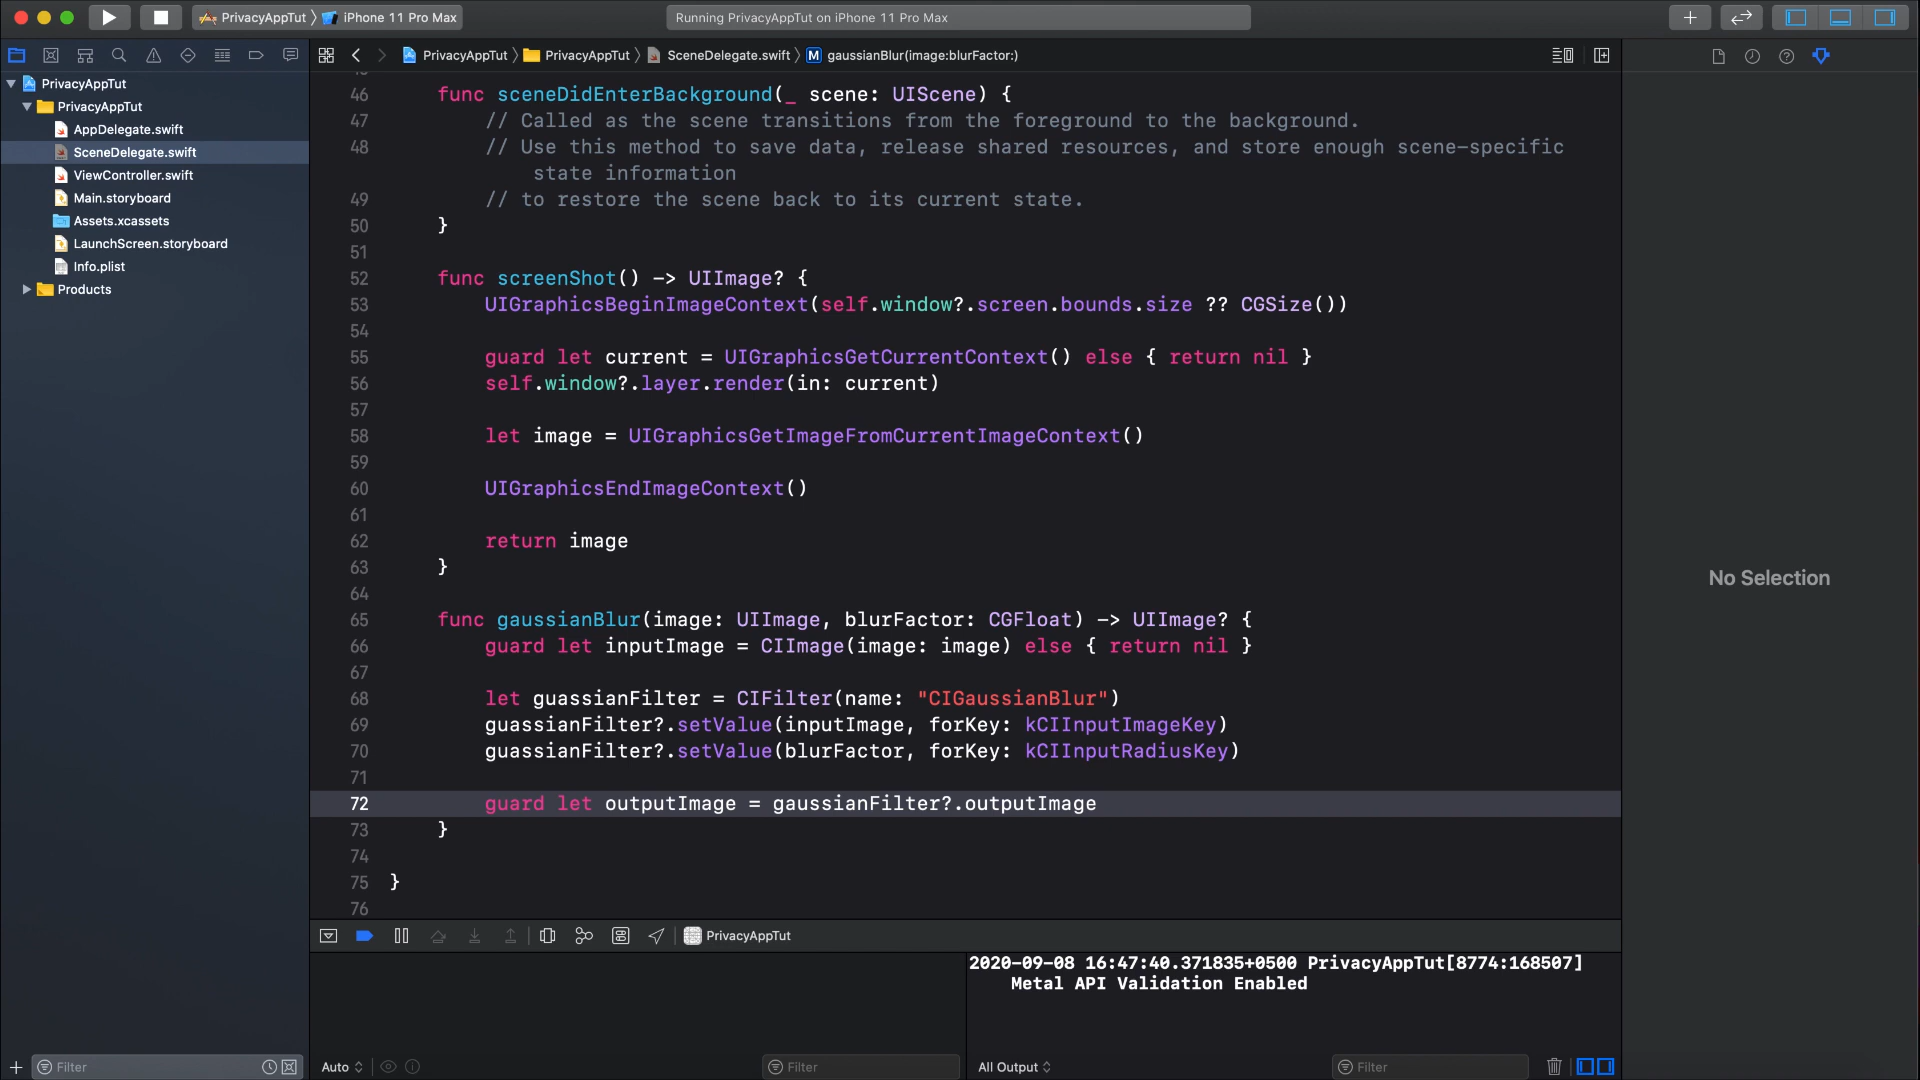 PrivacyAppTut 〉 iPhone 11 Pro Max
Running PrivacyAppTut on iPhone 11 Pro Max
PrivacyAppTut 〉 PrivacyAppTut 〉 SceneDelegate.swift 〉 M gaussianBlur(image:blurFactor:)
PrivacyAppTut
PrivacyAppTut
AppDelegate.swift
SceneDelegate.swift
ViewController.swift
Main.storyboard
Assets.xcassets
LaunchScreen.storyboard
Info.plist
Products
46 func sceneDidEnterBackground(_ scene: UIScene) {
47 // Called as the scene transitions from the foreground to the background.
48 // Use this method to save data, release shared resources, and store enough scene-specific
state information
49 // to restore the scene back to its current state.
50 }
51
52 func screenShot() -> UIImage? {
53 UIGraphicsBeginImageContext(self.window?.screen.bounds.size ?? CGSize())
54
55 guard let current = UIGraphicsGetCurrentContext() else { return nil }
56 self.window?.layer.render(in: current)
57
58 let image = UIGraphicsGetImageFromCurrentImageContext()
59
60 UIGraphicsEndImageContext()
61
62 return image
63 }
64
65 func gaussianBlur(image: UIImage, blurFactor: CGFloat) -> UIImage? {
66 guard let inputImage = CIImage(image: image) else { return nil }
67
68 let guassianFilter = CIFilter(name: "CIGaussianBlur")
69 guassianFilter?.setValue(inputImage, forKey: kCIInputImageKey)
70 guassianFilter?.setValue(blurFactor, forKey: kCIInputRadiusKey)
71
72 guard let outputImage = gaussianFilter?.outputImage
73 }
74
75 }
76
No Selection
PrivacyAppTut
2020-09-08 16:47:40.371835+0500 PrivacyAppTut[8774:168507]
Metal API Validation Enabled
Filter
Auto
Filter
All Output
Filter